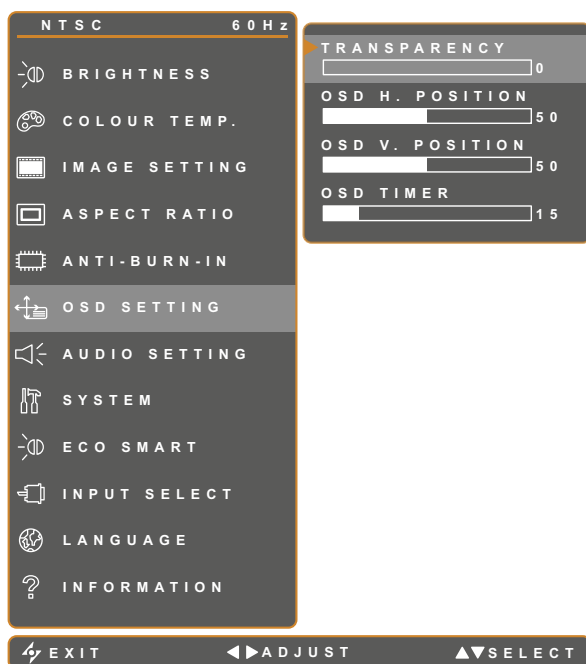 NTSC 60Hz
BRIGHTNESS
COLOUR TEMP.
IMAGE SETTING
ASPECT RATIO
ANTI-BURN-IN
OSD SETTING
AUDIO SETTING
SYSTEM
ECO SMART
INPUT SELECT
LANGUAGE
INFORMATION
TRANSPARENCY
0
OSD H. POSITION
50
OSD V. POSITION
50
OSD TIMER
15
EXIT ADJUST SELECT